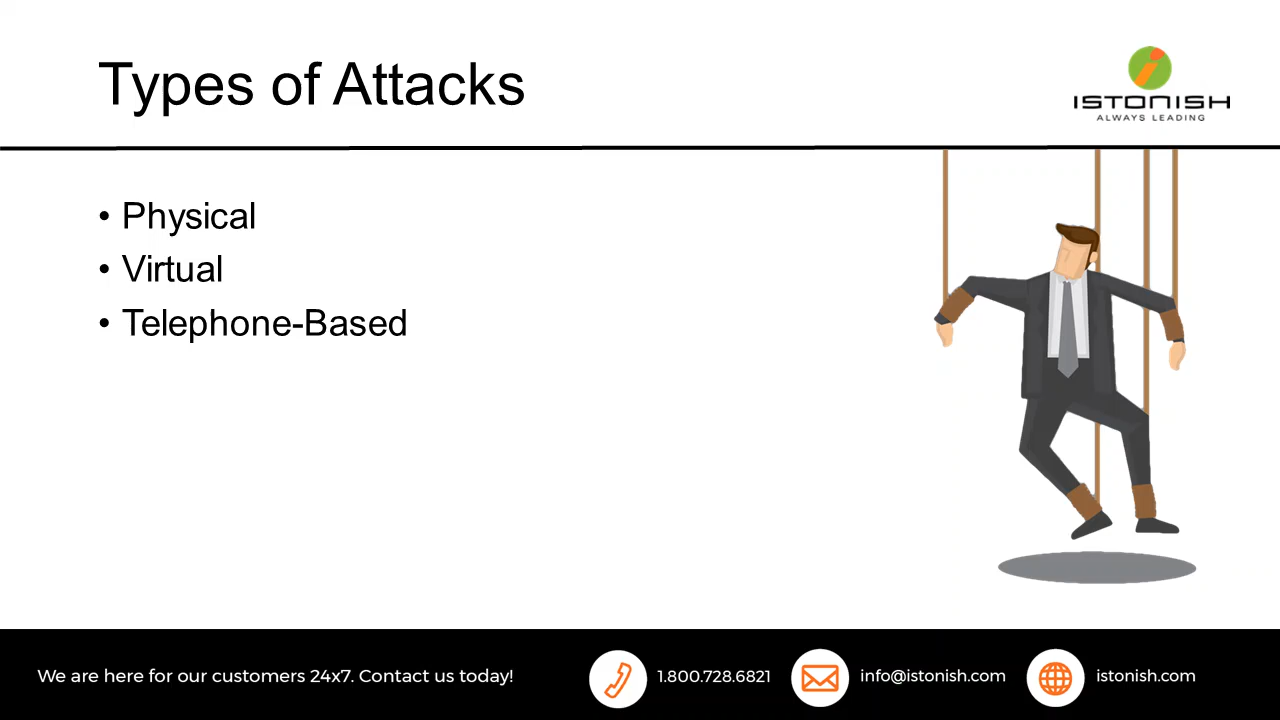 Types of Attacks
ISTONISH
ALWAYS LEADING
• Physical
• Virtual
• Telephone-Based
We are here for our customers 24x7. Contact us today!
1.800.728.6821
info@istonish.com
istonish.com